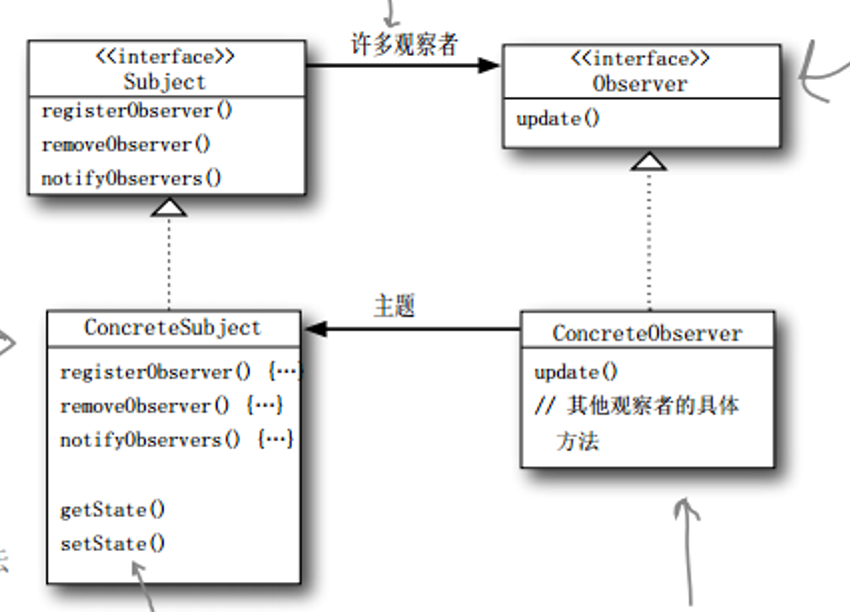 许多观察者
<<interface>>
Subject
registerObserver()
removeObserver()
notifyObservers()
<<interface>>
Observer
update()
主题
ConcreteSubject
registerObserver() {…}
removeObserver() {…}
notifyObservers() {…}
getState()
setState()
ConcreteObserver
update()
// 其他观察者的具体
方法